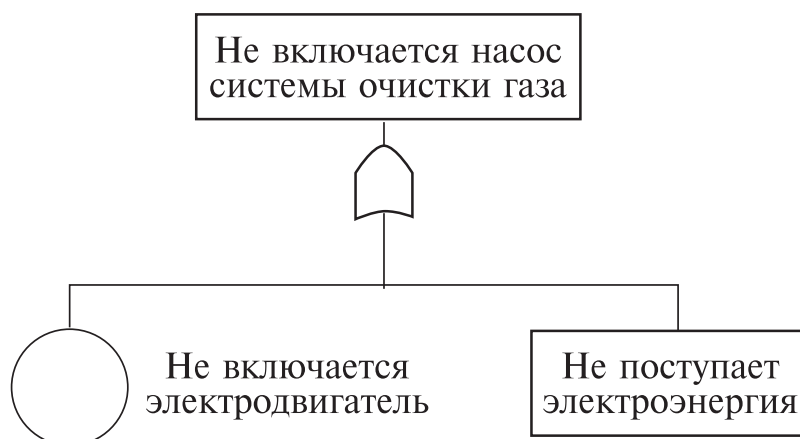 Не включается насос
системы очистки газа
Не включается
электродвигатель
Не поступает
электроэнергия